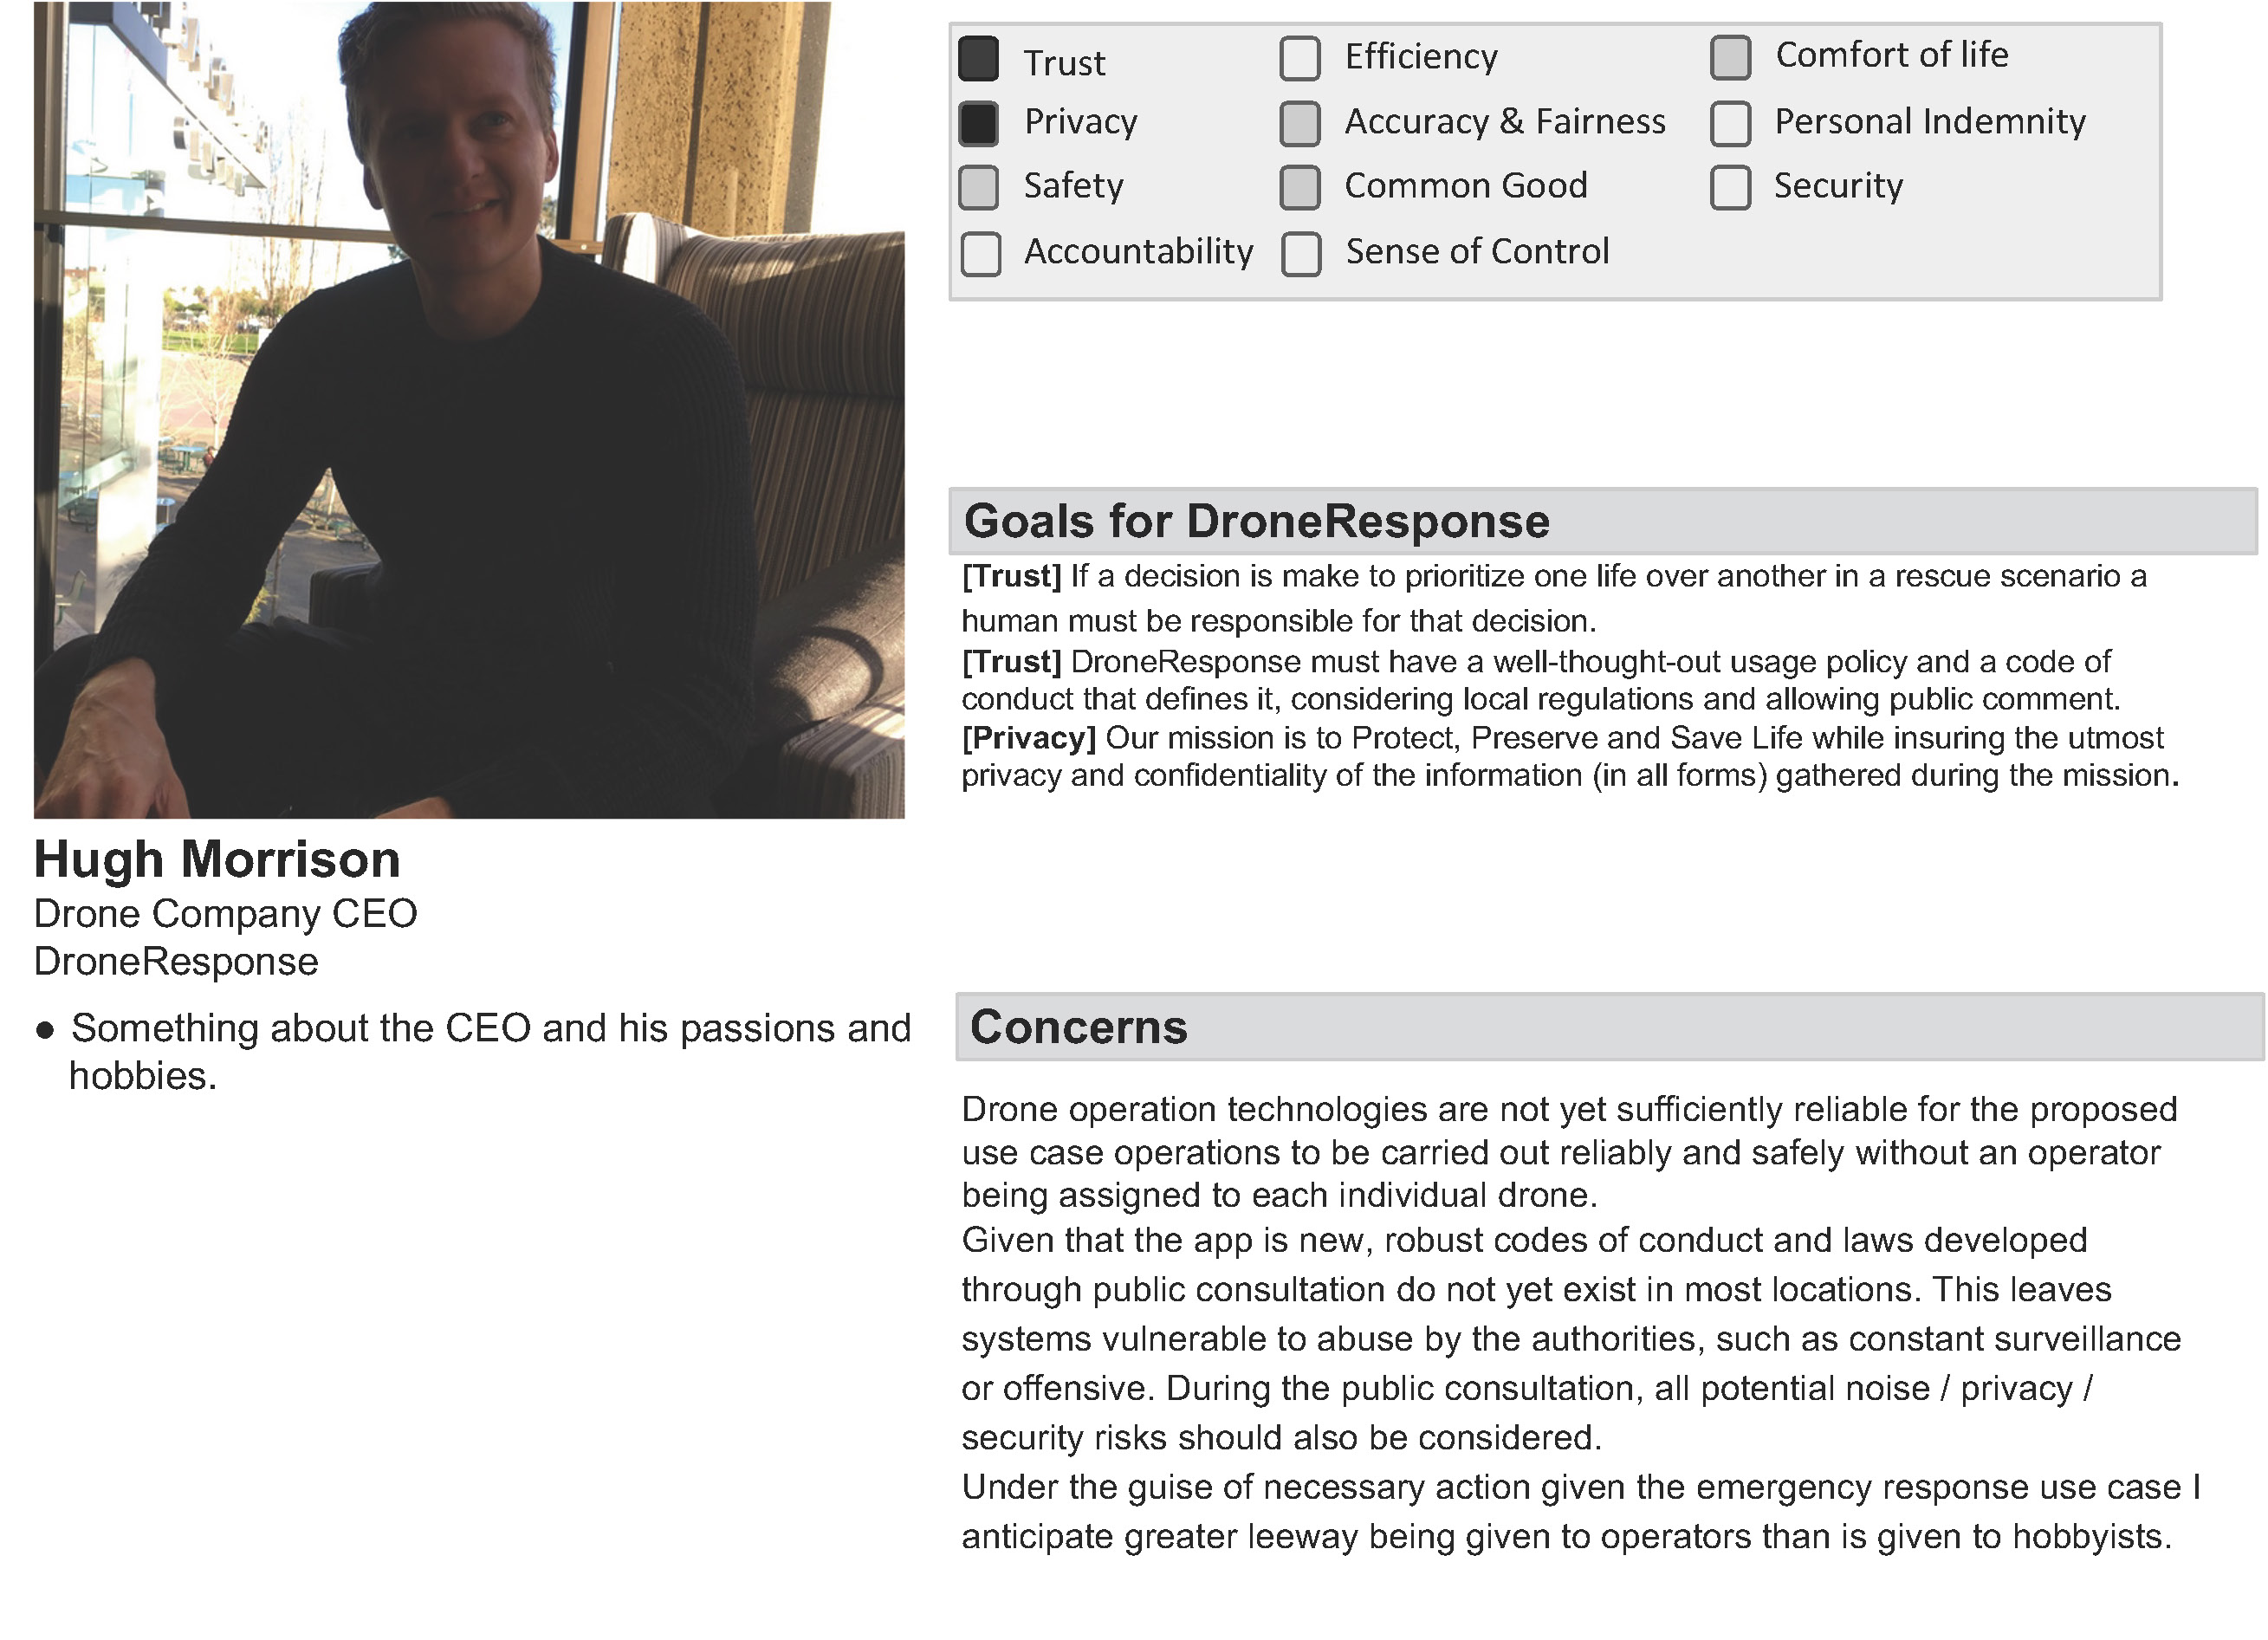 Trust
Efficiency
Comfort of life
Privacy
Accuracy & Fairness
Personal Indemnity
Safety
Common Good
Security
Accountability
Sense of Control
Goals for DroneResponse
[Trust] If a decision is make to prioritize one life over another in a rescue scenario a
human must be responsible for that decision.
[Trust] DroneResponse must have a well-thought-out usage policy and a code of
conduct that defines it, considering local regulations and allowing public comment.
[Privacy] Our mission is to Protect, Preserve and Save Life while insuring the utmost
privacy and confidentiality of the information (in all forms) gathered during the mission.
Hugh Morrison
Drone Company CEO
DroneResponse
● Something about the CEO and his passions and
hobbies.
Concerns
Drone operation technologies are not yet sufficiently reliable for the proposed
use case operations to be carried out reliably and safely without an operator
being assigned to each individual drone.
Given that the app is new, robust codes of conduct and laws developed
through public consultation do not yet exist in most locations. This leaves
systems vulnerable to abuse by the authorities, such as constant surveillance
or offensive. During the public consultation, all potential noise / privacy /
security risks should also be considered.
Under the guise of necessary action given the emergency response use case I
anticipate greater leeway being given to operators than is given to hobbyists.